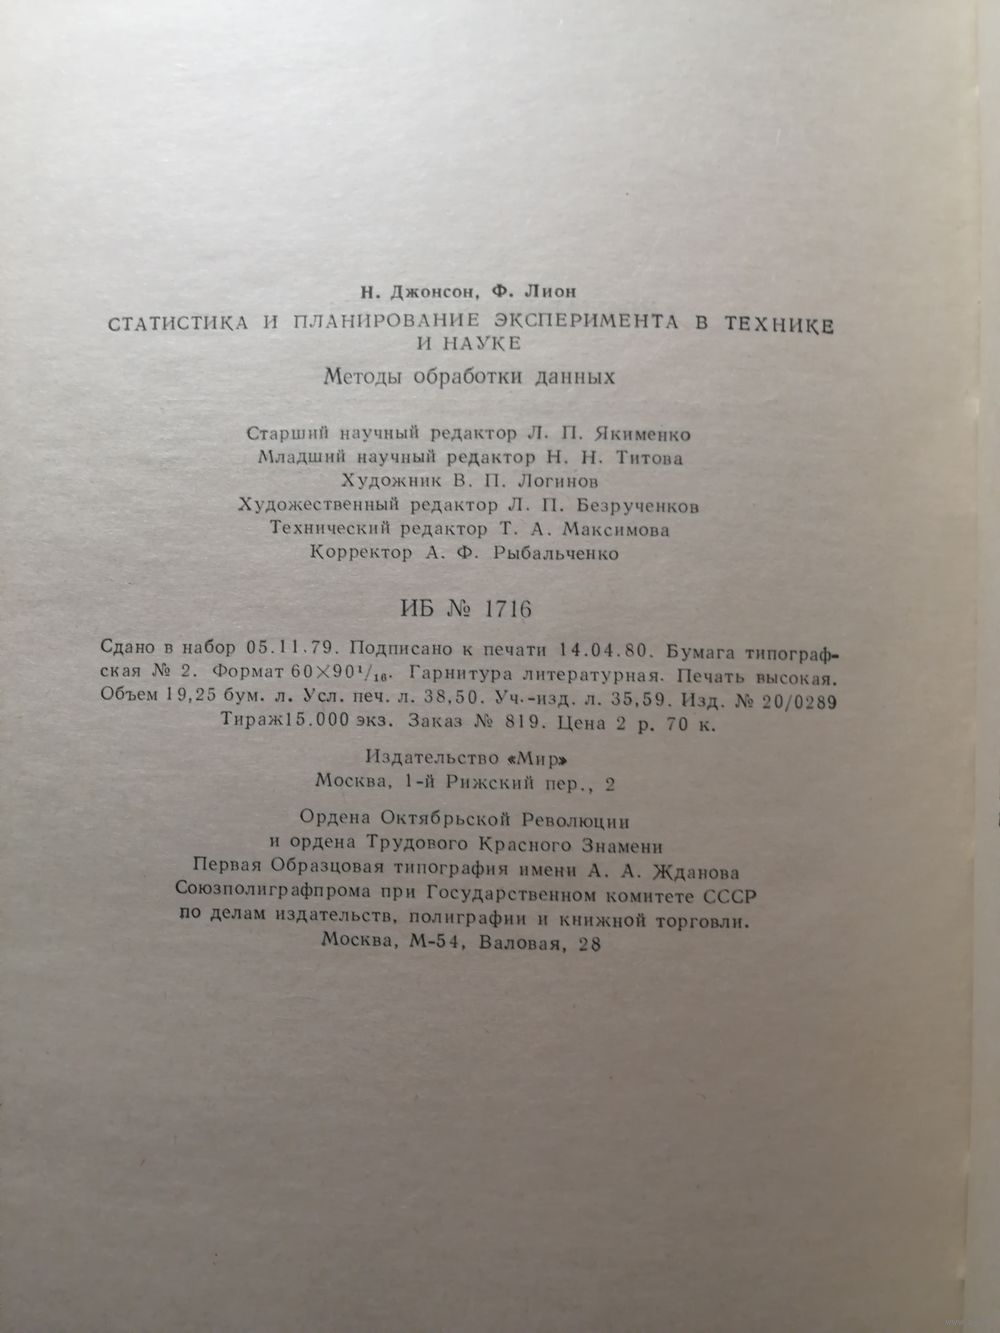 Н. Джонсон, Ф. Лион
СТАТИСТИКА И ПЛАНИРОВАНИЕ ЭКСПЕРИМЕНТА В ТЕХНИКЕ
И НАУКЕ
Методы обработки данных
Старший научный редактор Л. П. Якименко
Младший научный редактор Н. Н. Титова
Художник В. П. Логинов
Художественный редактор Л. П. Безрученков
Технический редактор Т. А. Максимова
Корректор А. Ф. Рыбальченко
ИБ № 1716
Сдано в набор 05.11.79. Подписано к печати 14.04.80. Бумага типограф-
ская № 2. Формат 60×90¹/₁₆. Гарнитура литературная. Печать высокая.
Объем 19,25 бум. л. Усл. печ. л. 38,50. Уч.-изд. л. 35,59. Изд. № 20/0289
Тираж15.000 экз. Заказ № 819. Цена 2 р. 70 к.
Издательство «Мир»
Москва, 1-й Рижский пер., 2
Ордена Октябрьской Революции
и ордена Трудового Красного Знамени
Первая Образцовая типография имени А. А. Жданова
Союзполиграфпрома при Государственном комитете СССР
по делам издательств, полиграфии и книжной торговли.
Москва, М-54, Валовая, 28